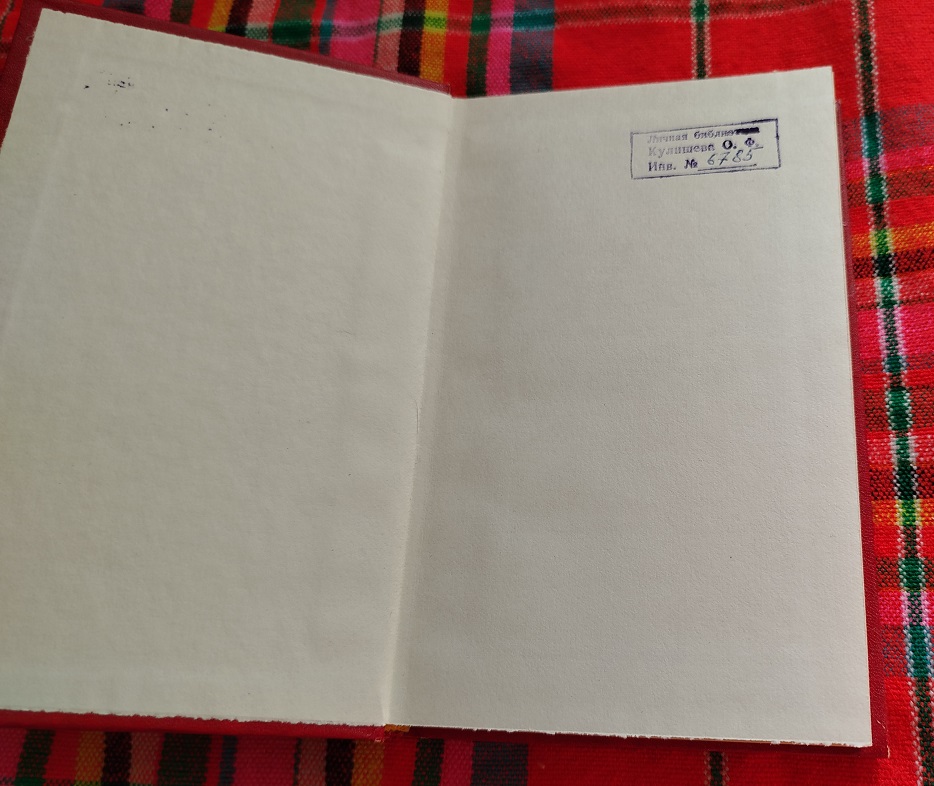 Личная библиотека
Кулишева О. Ф.
Инв. № 6785